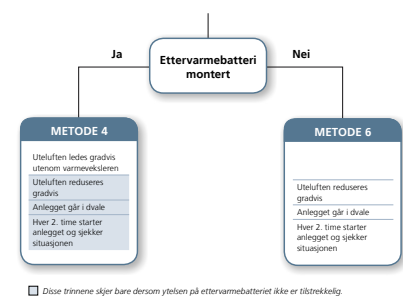 Ja
Ettervarmebatteri
montert
Nei
METODE 4
Uteluften ledes gradvis
utenom varmeveksleren
Uteluften reduseres
gradvis
Anlegget går i dvale
Hver 2. time starter
anlegget og sjekker
situasjonen
METODE 6
Uteluften reduseres
gradvis
Anlegget går i dvale
Hver 2. time starter
anlegget og sjekker
situasjonen
Disse trinnene skjer bare dersom ytelsen på ettervarmebatteriet ikke er tilstrekkelig.